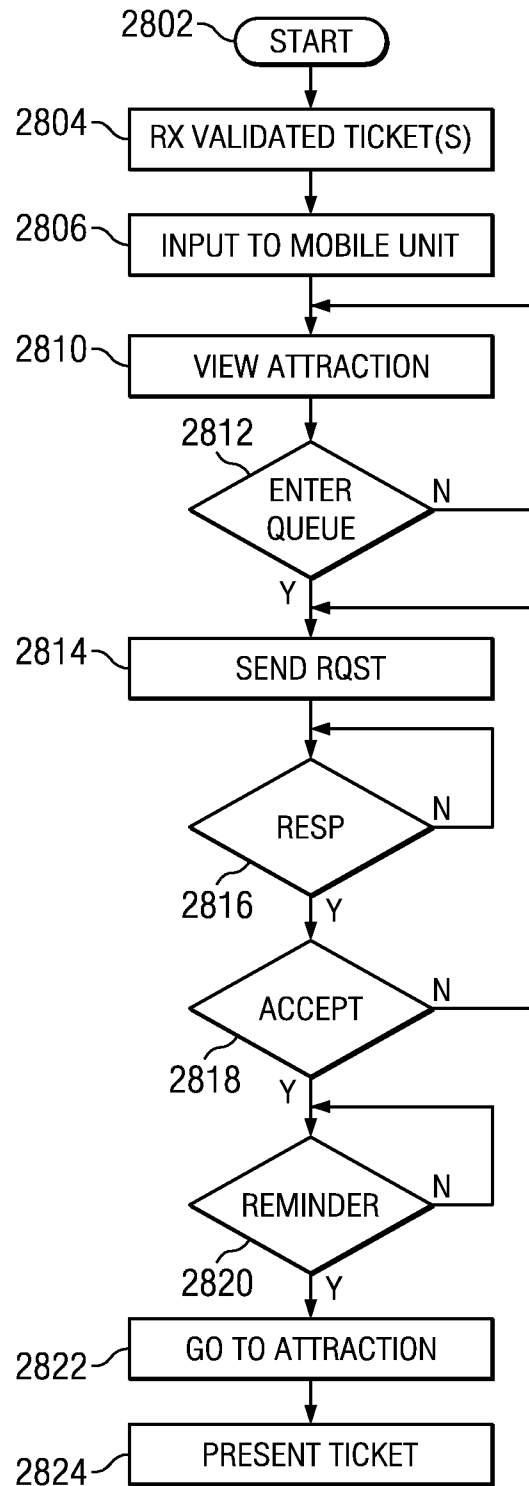 2802
START
2804
RX VALIDATED TICKET(S)
2806
INPUT TO MOBILE UNIT
2810
VIEW ATTRACTION
2812
ENTER
QUEUE
N
Y
2814
SEND RQST
RESP
N
2816
Y
ACCEPT
N
2818
Y
REMINDER
N
2820
Y
2822
GO TO ATTRACTION
2824
PRESENT TICKET